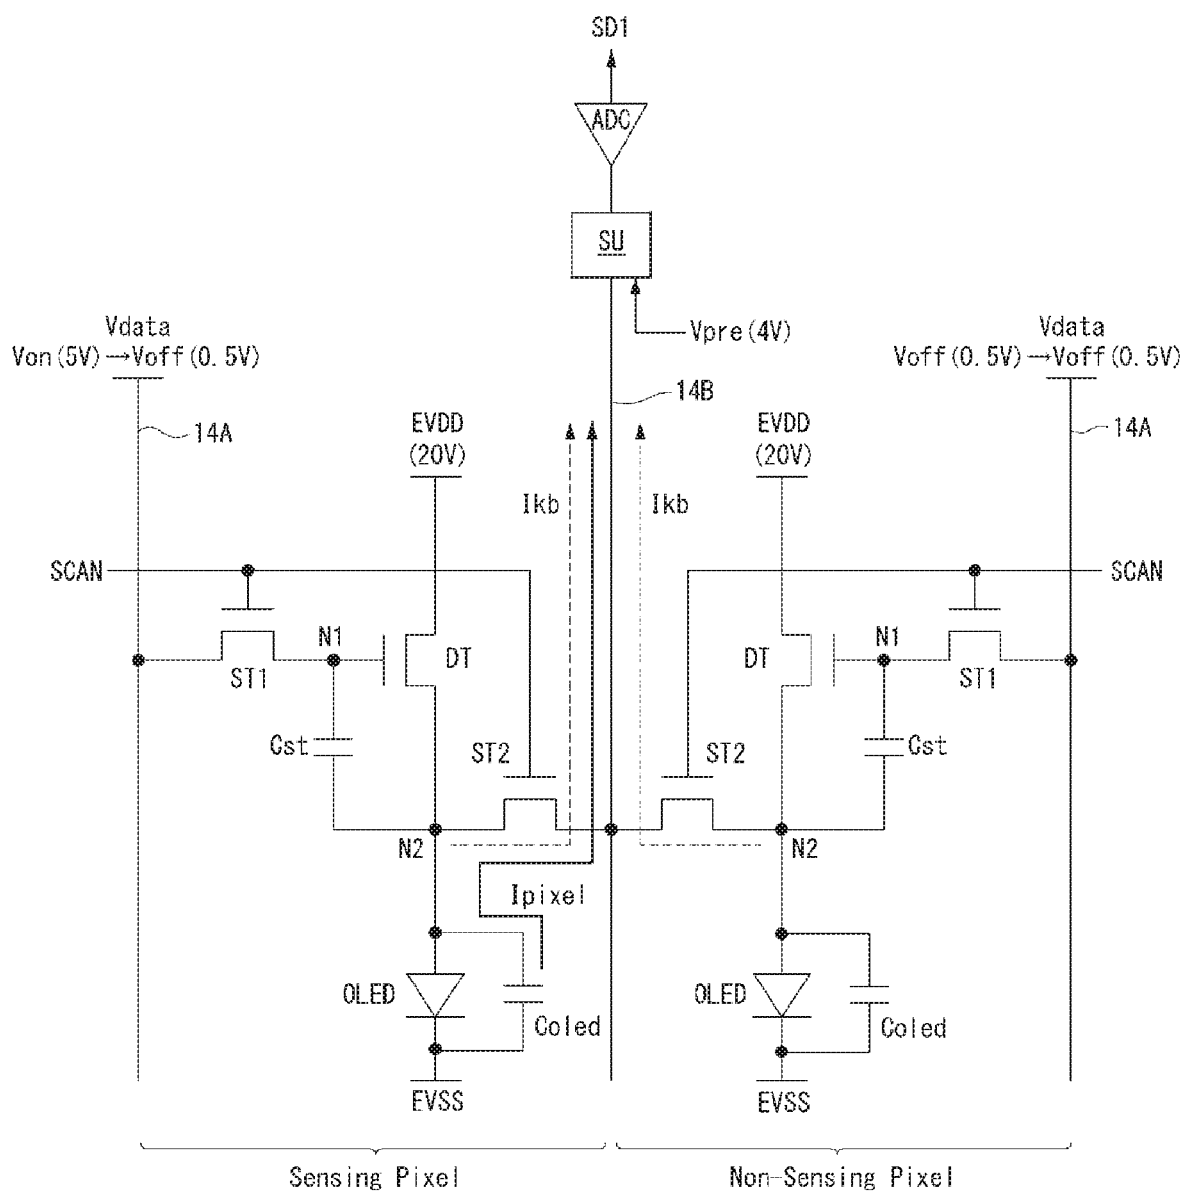 SD1
ADC
SU
Vpre(4V)
Vdata
Von(5V)→Voff(0.5V)
Vdata
Voff(0.5V)→Voff(0.5V)
14B
14A
14A
EVDD
(20V)
EVDD
(20V)
Ikb
Ikb
SCAN
SCAN
N1
DT
ST1
DT
N1
ST1
Cst
ST2
ST2
Cst
N2
N2
Ipixel
OLED
Coled
OLED
Coled
EVSS
EVSS
Sensing Pixel
Non-Sensing Pixel